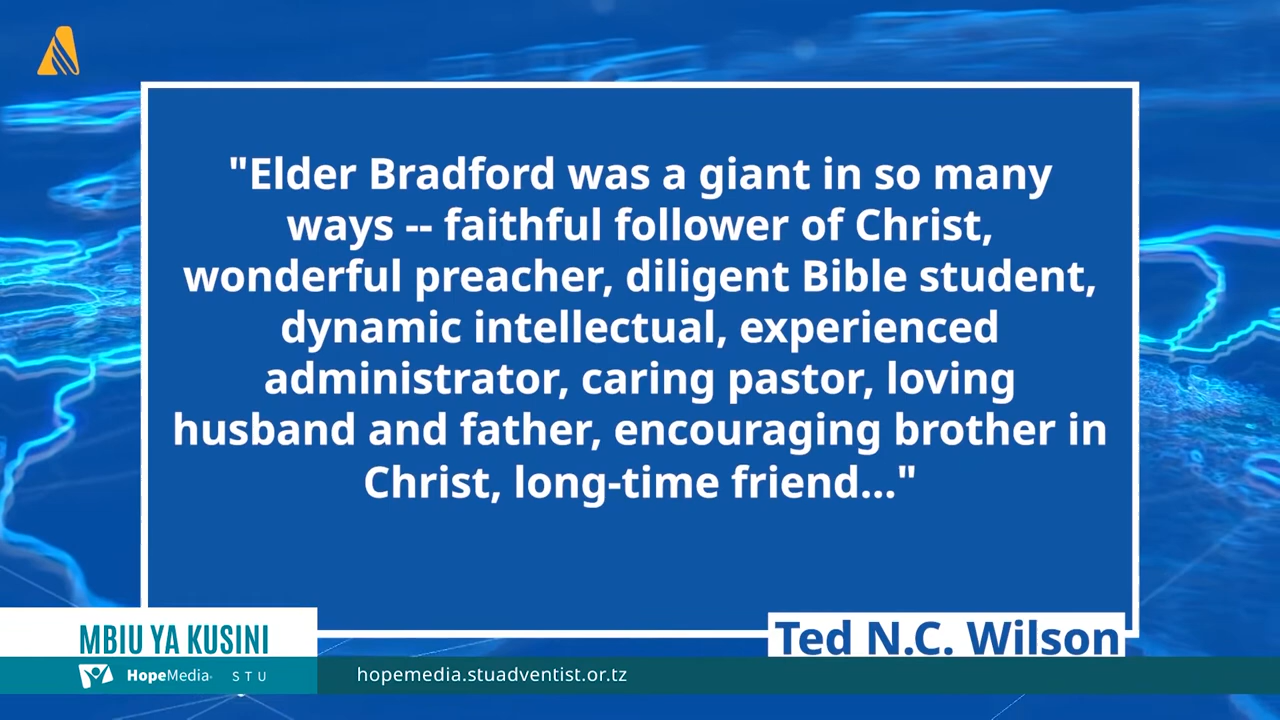 "Elder Bradford was a giant in so many
ways -- faithful follower of Christ,
wonderful preacher, diligent Bible student,
dynamic intellectual, experienced
administrator, caring pastor, loving
husband and father, encouraging brother in
Christ, long-time friend..."
Ted N.C. Wilson
MBIU YA KUSINI
HopeMedia STU
hopemedia.stuadventist.or.tz